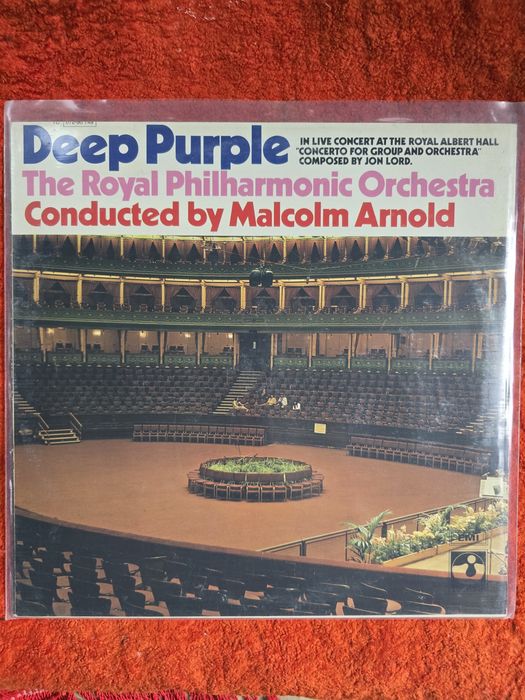 Deep Purple
IN LIVE CONCERT AT THE ROYAL ALBERT HALL
"CONCERTO FOR GROUP AND ORCHESTRA"
COMPOSED BY JON LORD.
The Royal Philharmonic Orchestra
Conducted by Malcolm Arnold
EMI